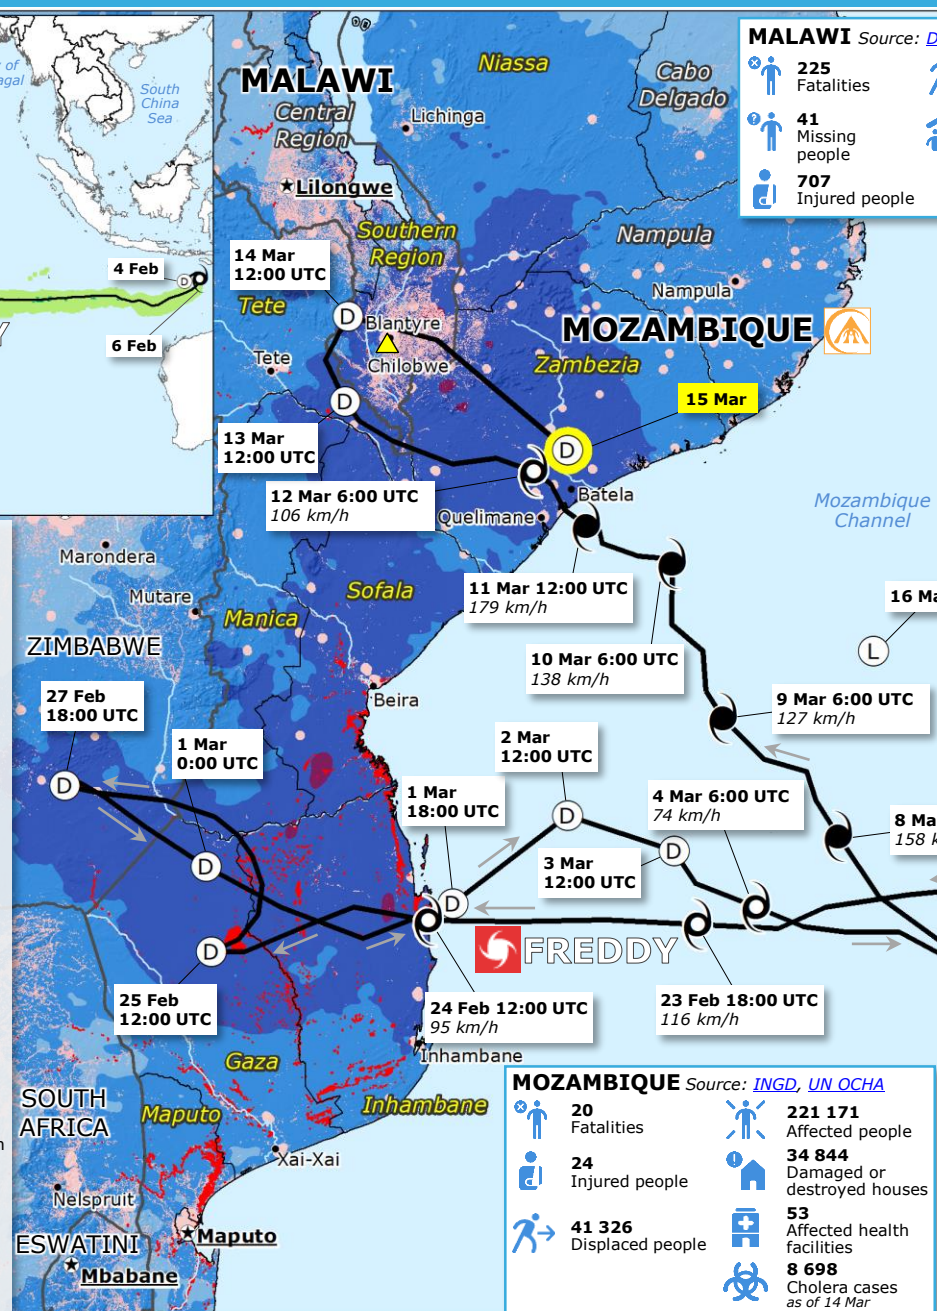 MALAWI Source:
225
Fatalities
41
Missing
people
707
Injured people
South
China
Sea
4 Feb
D
6 Feb
MALAWI
Central
Region
Niassa
Cabo
Delgado
Lichinga
Lilongwe
Southern
Region
Nampula
14 Mar
12:00 UTC
Tete
D
Blantyre
Nampula
MOZAMBIQUE
Chilobwe
Tete
Zambezia
D
15 Mar
13 Mar
12:00 UTC
D
12 Mar 6:00 UTC
106 km/h
Batela
Quelimane
Mozambique
Channel
Marondera
11 Mar 12:00 UTC
179 km/h
Sofala
Mutare
Manica
16 Ma
L
ZIMBABWE
10 Mar 6:00 UTC
138 km/h
Beira
27 Feb
18:00 UTC
9 Mar 6:00 UTC
127 km/h
1 Mar
0:00 UTC
2 Mar
12:00 UTC
D
1 Mar
18:00 UTC
4 Mar 6:00 UTC
74 km/h
D
8 Ma
158 k
3 Mar
12:00 UTC
D
D
D
D
FREDDY
25 Feb
12:00 UTC
24 Feb 12:00 UTC
95 km/h
23 Feb 18:00 UTC
116 km/h
Inhambane
Gaza
SOUTH
AFRICA
Maputo
Inhambane
Xai-Xai
Nelspruit
ESWATINI
Maputo
Mbabane
MOZAMBIQUE Source: INGD, UN OCHA
20
Fatalities
221 171
Affected people
24
Injured people
34 844
Damaged or
destroyed houses
41 326
Displaced people
53
Affected health
facilities
8 698
Cholera cases
as of 14 Mar